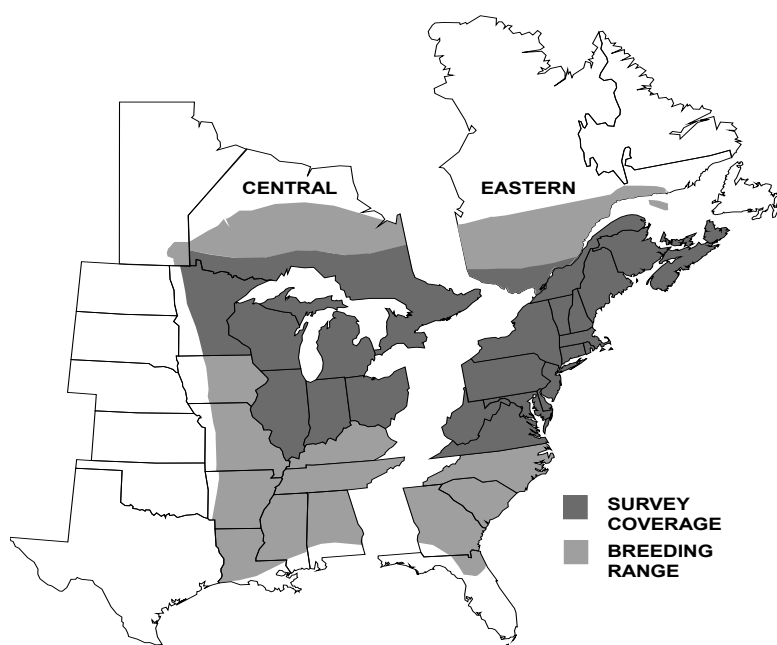 CENTRAL
EASTERN
SURVEY
COVERAGE
BREEDING
RANGE